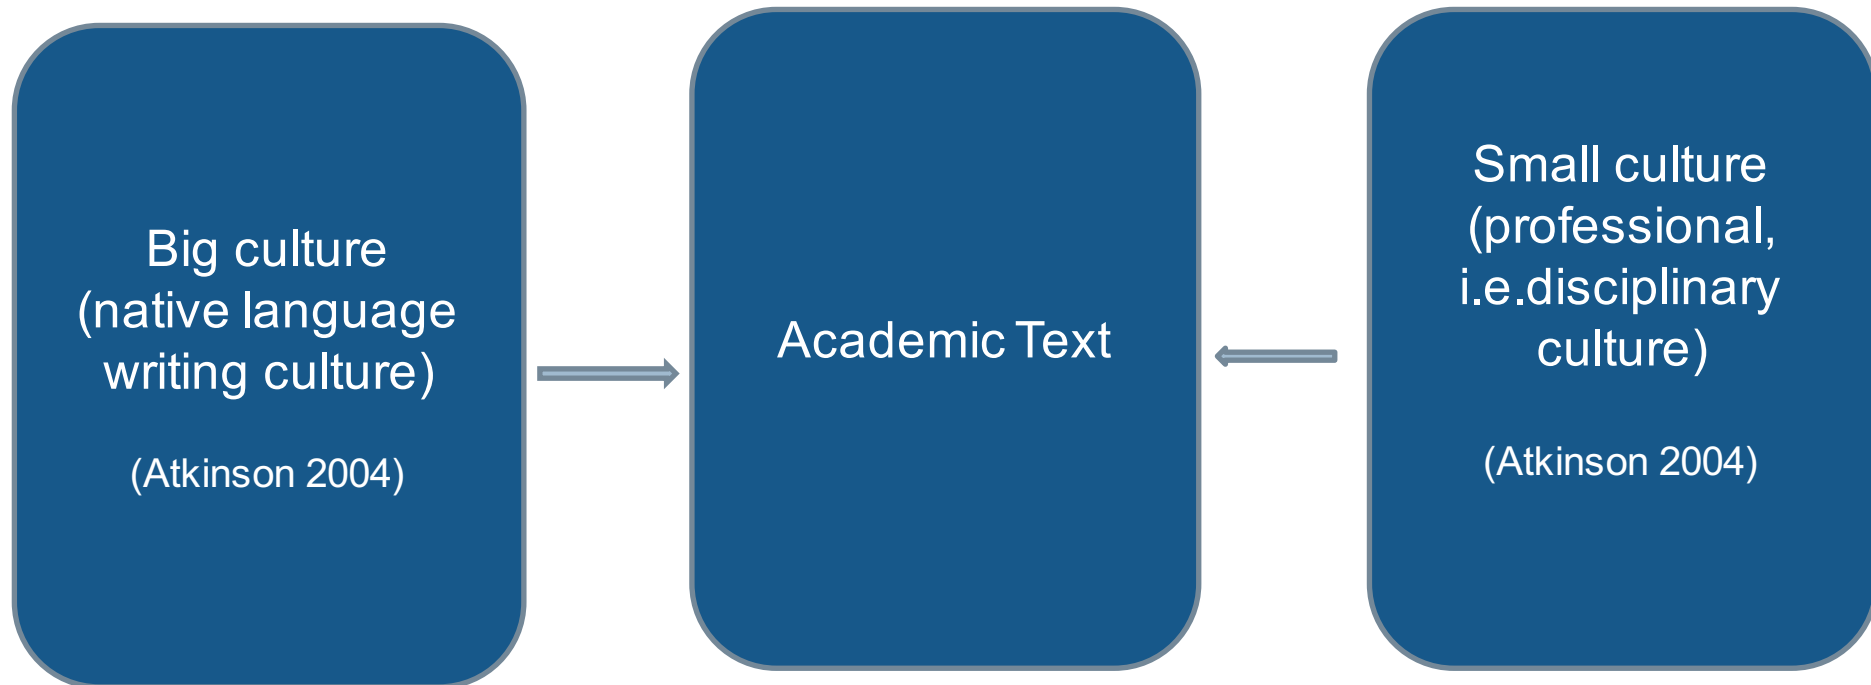 Big culture
(native language
writing culture)
(Atkinson 2004)
Academic Text
Small culture
(professional,
i.e.disciplinary
culture)
(Atkinson 2004)